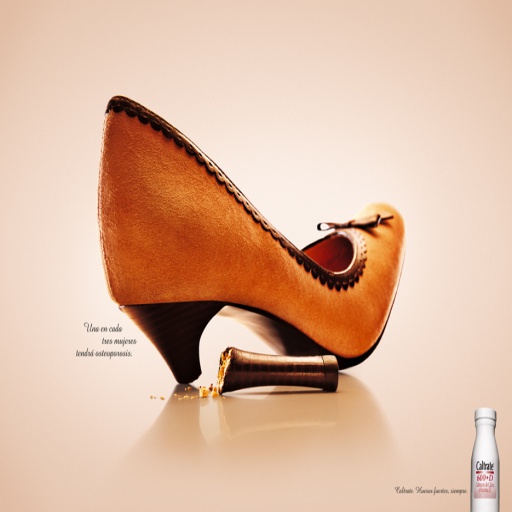 Una en cada
tres mujeres
tendrá osteoporosis.
Caltrate. Huesos fuertes, siempre.
Caltrate
600+D